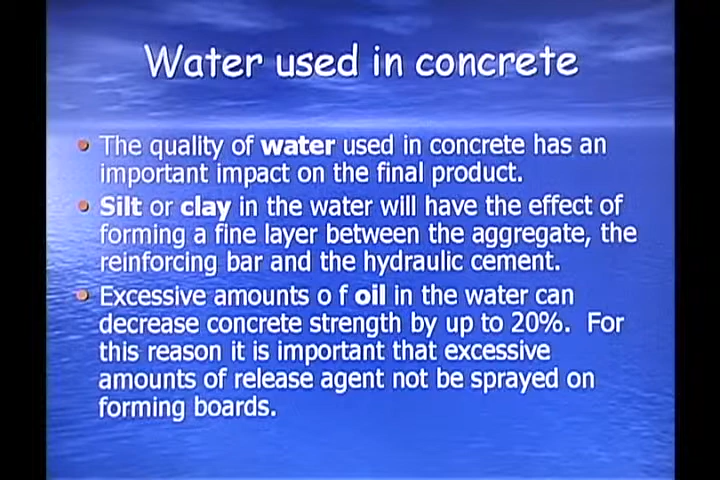 Water used in concrete
The quality of water used in concrete has an
important impact on the final product.
Silt or clay in the water will have the effect of
forming a fine layer between the aggregate, the
reinforcing bar and the hydraulic cement.
Excessive amounts o f oil in the water can
decrease concrete strength by up to 20%. For
this reason it is important that excessive
amounts of release agent not be sprayed on
forming boards.